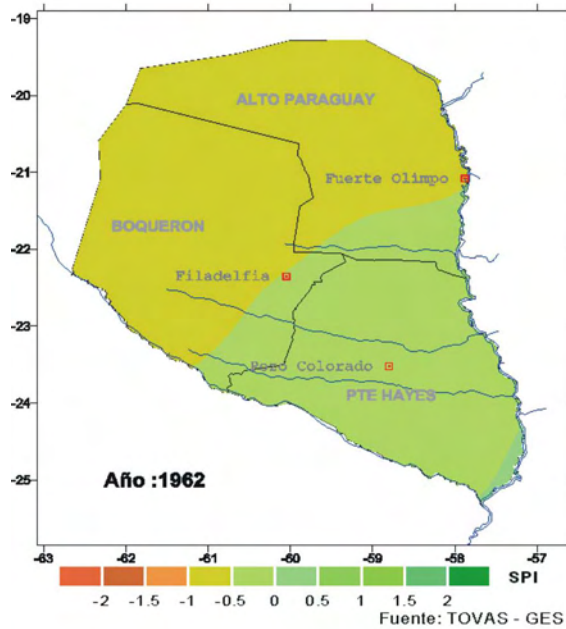 -19
-20
ALTO PARAGUAY
-21
Fuerte Olimpo
BOQUERON
-22
Filadelfia
-23
Pozo Colorado
-24
PTE HAYES
-25
Año :1962
-63 -62 -61 -60 -59 -58 -57
SPI
-2 -1.5 -1 -0.5 0 0.5 1 1.5 2
Fuente: TOVAS - GES